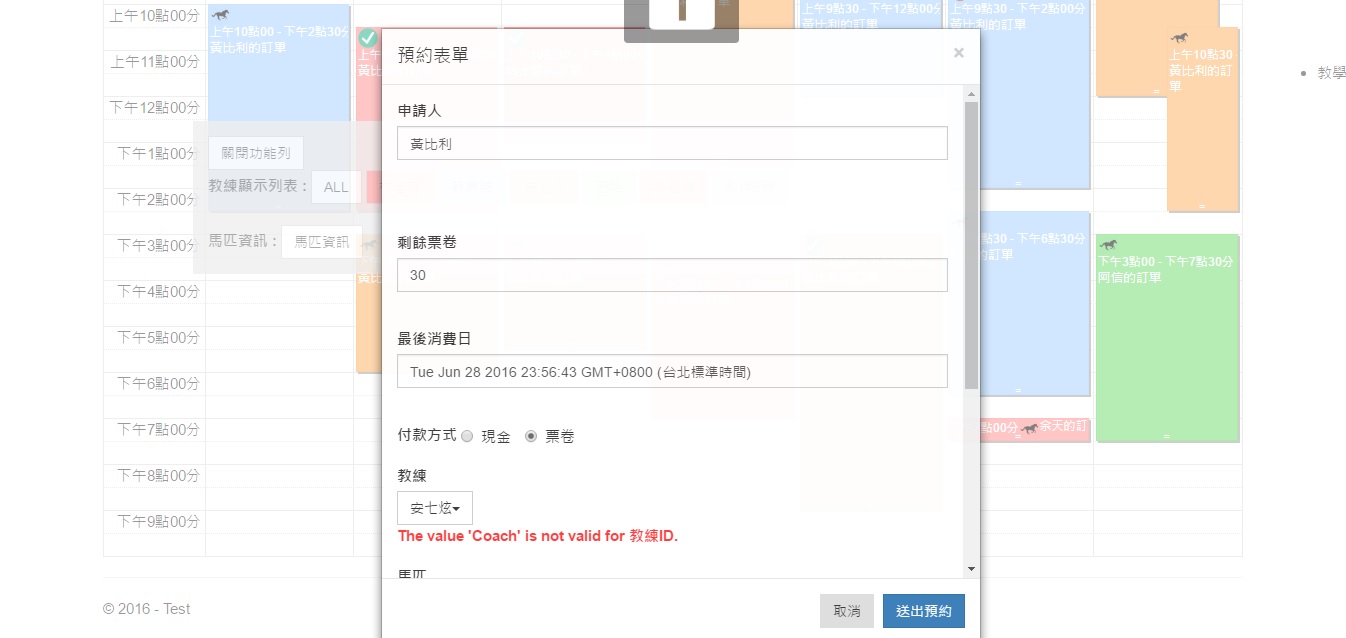 上午10點00分
上午11點00分
下午12點00分
下午1點00分
下午2點00分
下午3點00分
下午4點00分
下午5點00分
下午6點00分
下午7點00分
下午8點00分
下午9點00分
上午10點00 - 下午2點30分
黃比利的訂單
上午
黃比
關閉功能列
教練顯示列表：
ALL
馬匹資訊：
馬匹資訊
黃比
上午9點30 - 下午12點00分
上午9點30 - 下午2點00分
黃比利的訂單
上午10點30
黃比利的訂
單
點30 - 下午6點30分
的訂單
下午3點00 - 下午7點30分
阿信的訂單
點00分
余天的訂
教學
預約表單
×
申請人
黃比利
剩餘票卷
30
最後消費日
Tue Jun 28 2016 23:56:43 GMT+0800 (台北標準時間)
付款方式 現金 票卷
教練
安七炫
The value 'Coach' is not valid for 教練ID.
馬匹
取消
送出預約
© 2016 - Test